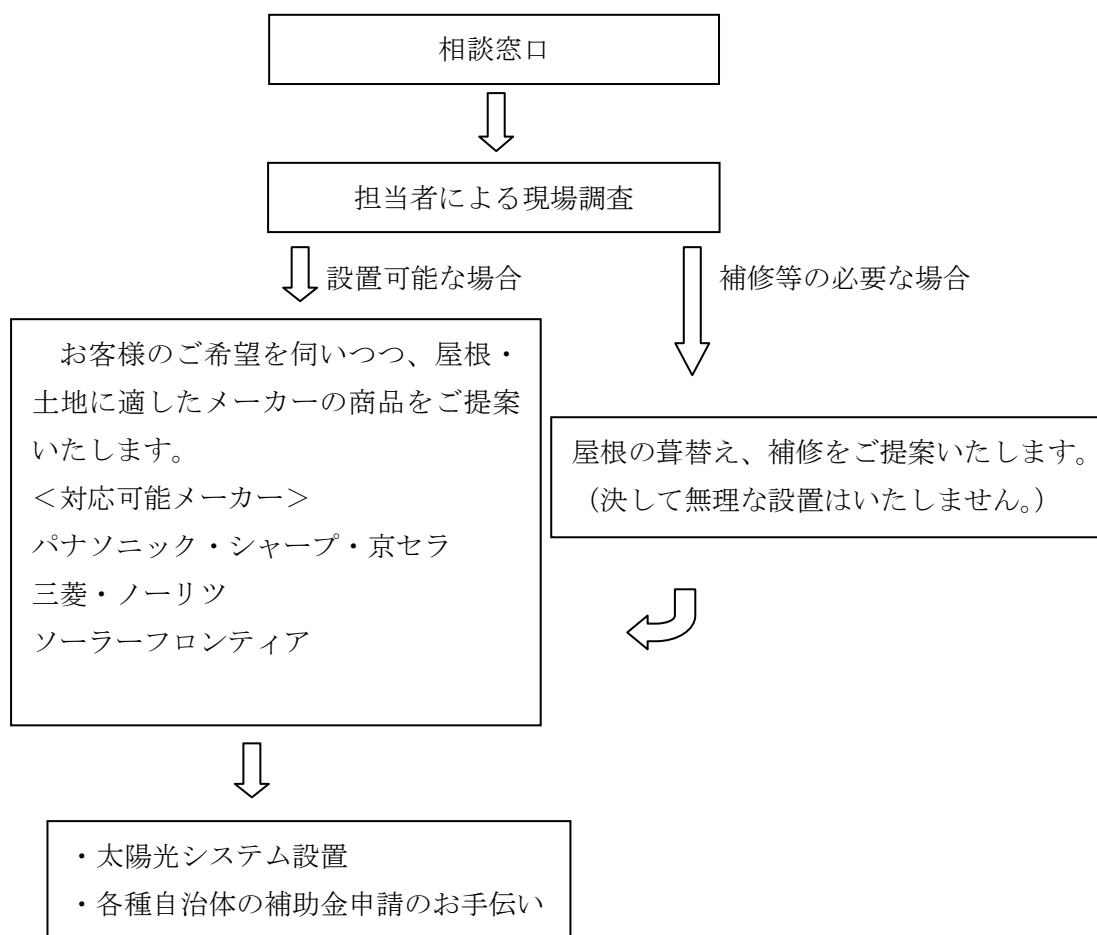 相談窓口
担当者による現場調査
設置可能な場合
補修等の必要な場合
お客様のご希望を伺いつつ、屋根・
土地に適したメーカーの商品をご提案
いたします。
＜対応可能メーカー＞
パナソニック・シャープ・京セラ
三菱・ノーリツ
ソーラーフロンティア
屋根の葺替え、補修をご提案いたします。
（決して無理な設置はいたしません。）
・太陽光システム設置
・各種自治体の補助金申請のお手伝い